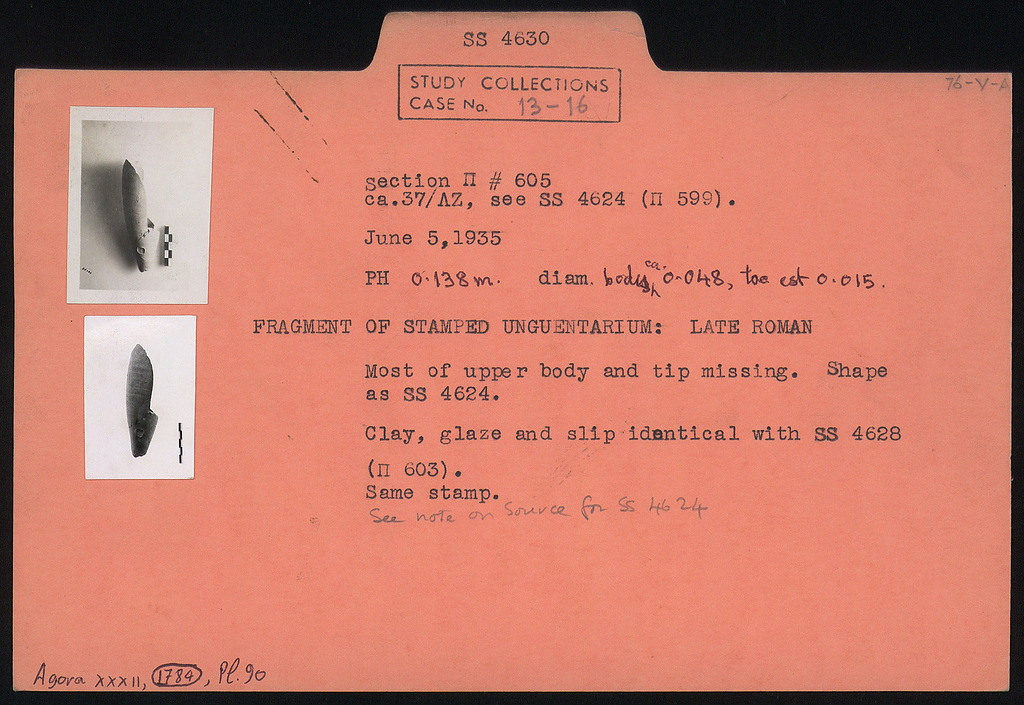 SS 4630
STUDY COLLECTIONS
CASE No. 13-16
76-V-A
section Π # 605
ca.37/ΛΖ, see SS 4624 (Π 599).
June 5,1935
PH 0.138m. diam. body ca. 0.048, toe est 0.015.
FRAGMENT OF STAMPED UNGUENTARIUM: LATE ROMAN
Most of upper body and tip missing. Shape
as SS 4624.
Clay, glaze and slip identical with SS 4628
(Π 603).
Same stamp.
See note on Source for SS 4624
Agora XXXII, 1784, Pl. 90